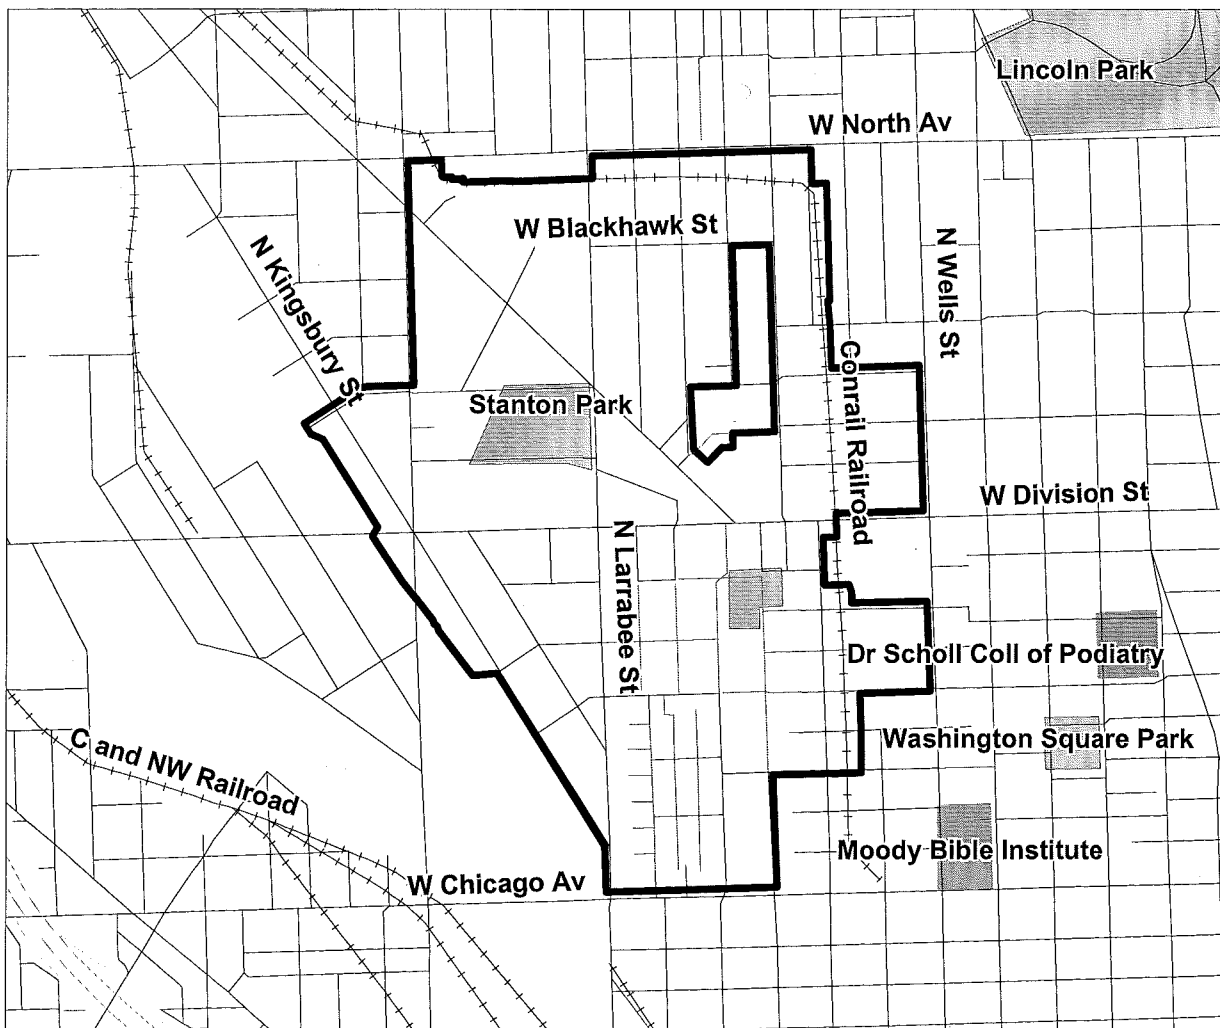 Lincoln Park
W North Av
W Blackhawk St
N Kingsbury St
N Wells St
Conrail Railroad
Stanton Park
W Division St
N Larrabee St
Dr Scholl Coll of Podiatry
Washington Square Park
C and NW Railroad
Moody Bible Institute
W Chicago Av